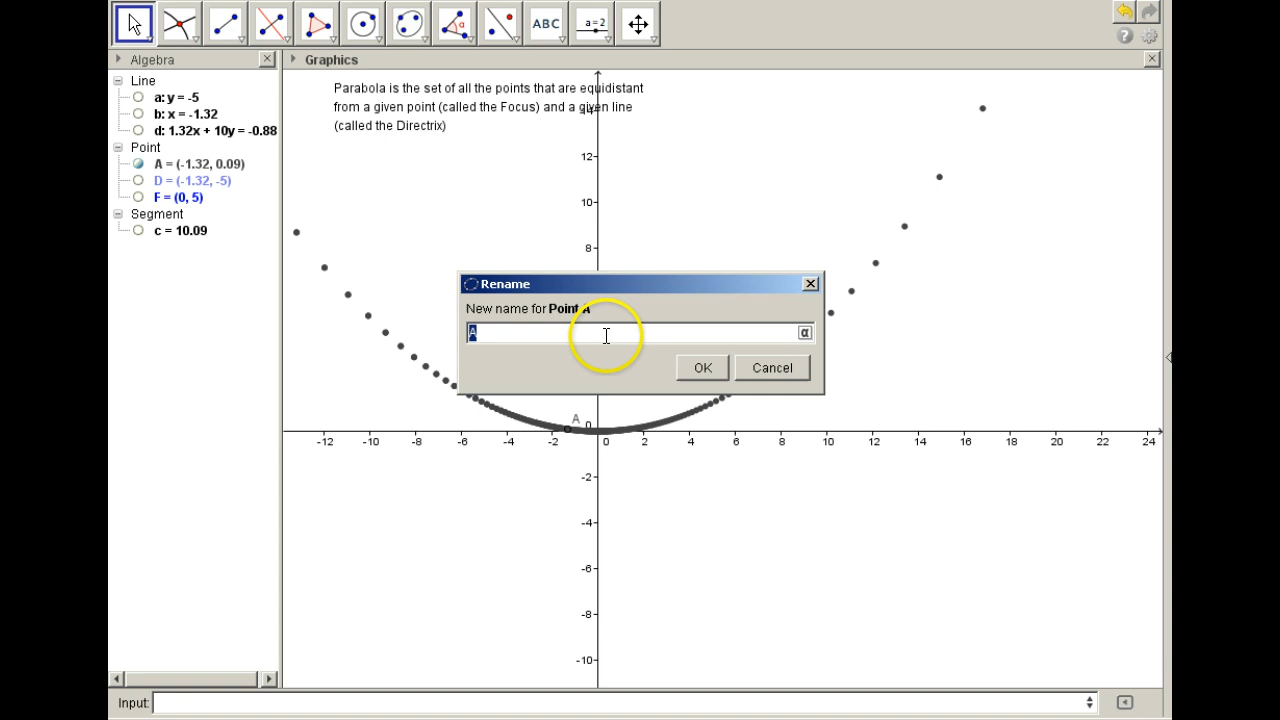 ABC
a=2
Algebra
Graphics
Line
a: y = -5
b: x = -1.32
d: 1.32x + 10y = -0.88
Point
A = (-1.32, 0.09)
D = (-1.32, -5)
F = (0, 5)
Segment
c = 10.09
Parabola is the set of all the points that are equidistant
from a given point (called the Focus) and a given line
(called the Directrix)
14
12
10
8
Rename
New name for Point A
A
α
OK
Cancel
A
0
-12 -10 -8 -6 -4 -2 0 2 4 6 8 10 12 14 16 18 20 22 24
-2
-4
-6
-8
-10
Input: